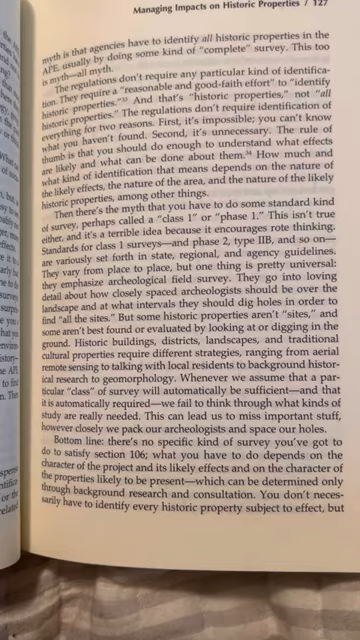 Managing Impacts on Historic Properties / 127
myth is that agencies have to identify all historic properties in the
APE, usually by doing some kind of "complete" survey. This too
is myth—all myth.
The regulations don't require any particular kind of identifica-
tion. They require a "reasonable and good-faith effort" to "identify
historic properties."³³ And that's "historic properties," not "all
historic properties." The regulations don't require identification of
everything for two reasons. First, it's impossible; you can't know
what you haven't found. Second, it's unnecessary. The rule of
thumb is that you should do enough to understand what effects
are likely and what can be done about them.³⁴ How much and
what kind of identification that means depends on the nature of
the likely effects, the nature of the area, and the nature of the likely
historic properties, among other things.
Then there's the myth that you have to do some standard kind
of survey, perhaps called a "class 1" or "phase 1." This isn't true
either, and it's a terrible idea because it encourages rote thinking.
Standards for class 1 surveys—and phase 2, type IIB, and so on—
are variously set forth in state, regional, and agency guidelines.
They vary from place to place, but one thing is pretty universal:
they emphasize archeological field survey. They go into loving
detail about how closely spaced archeologists should be over the
landscape and at what intervals they should dig holes in order to
find "all the sites." But some historic properties aren't "sites," and
some aren't best found or evaluated by looking at or digging in the
ground. Historic buildings, districts, landscapes, and traditional
cultural properties require different strategies, ranging from aerial
remote sensing to talking with local residents to background histor-
ical research to geomorphology. Whenever we assume that a par-
ticular "class" of survey will automatically be sufficient—and that
it is automatically required—we fail to think through what kinds of
study are really needed. This can lead us to miss important stuff,
however closely we pack our archeologists and space our holes.
Bottom line: there's no specific kind of survey you've got to
do to satisfy section 106; what you have to do depends on the
character of the project and its likely effects and on the character of
the properties likely to be present—which can be determined only
through background research and consultation. You don't neces-
sarily have to identify every historic property subject to effect, but